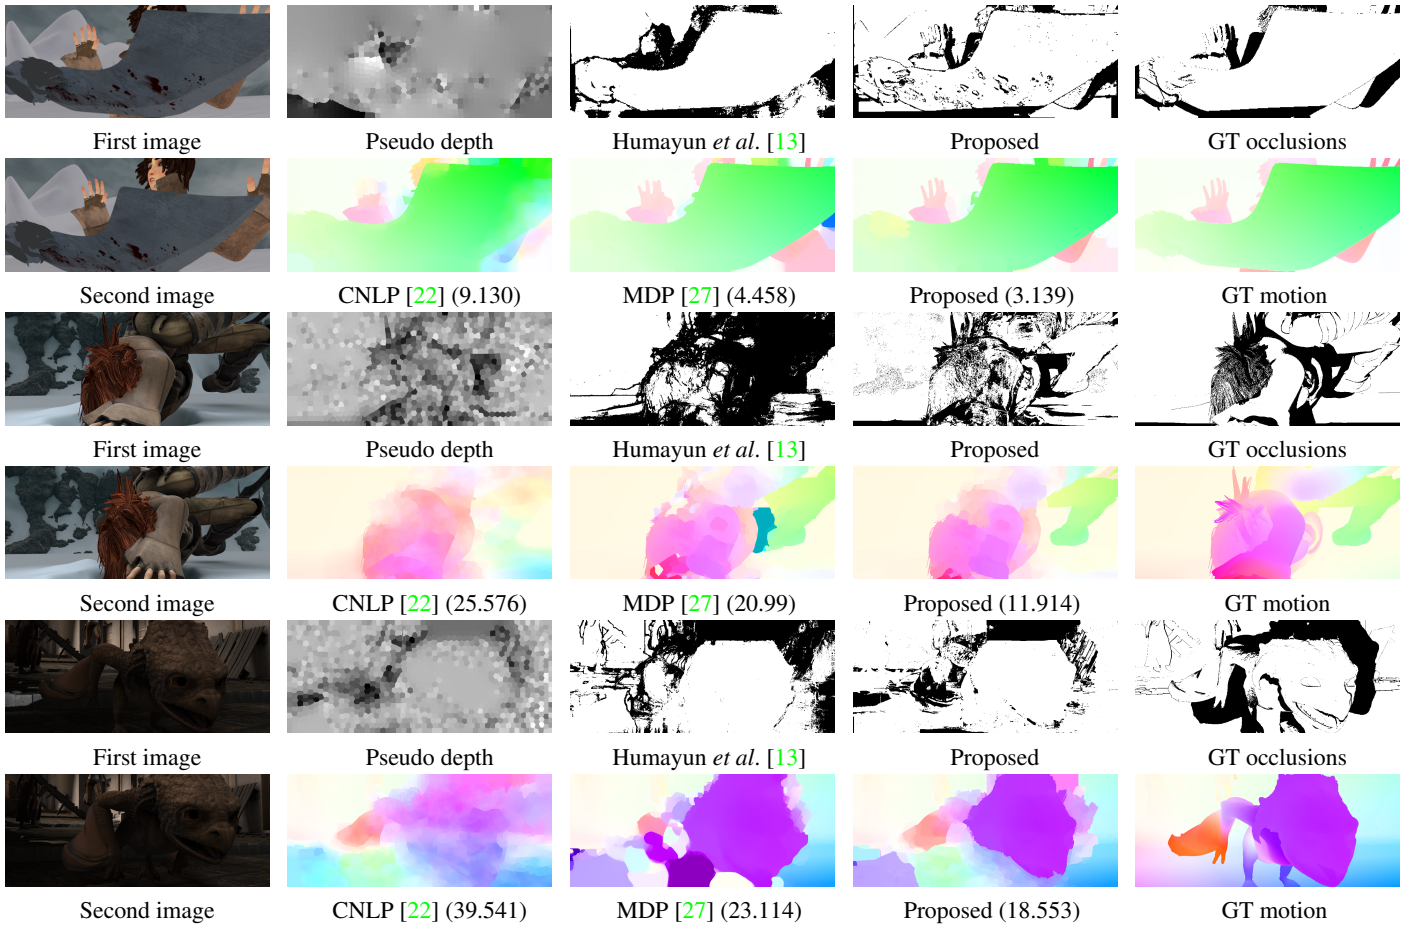 First image Pseudo depth Humayun et al. [13] Proposed GT occlusions
Second image CNLP [22] (9.130) MDP [27] (4.458) Proposed (3.139) GT motion
First image Pseudo depth Humayun et al. [13] Proposed GT occlusions
Second image CNLP [22] (25.576) MDP [27] (20.99) Proposed (11.914) GT motion
First image Pseudo depth Humayun et al. [13] Proposed GT occlusions
Second image CNLP [22] (39.541) MDP [27] (23.114) Proposed (18.553) GT motion